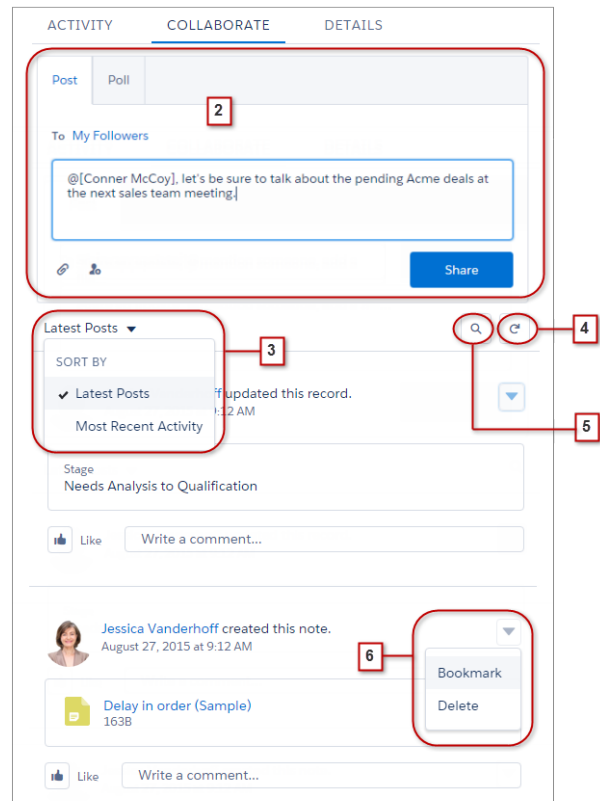 ACTIVITY COLLABORATE DETAILS
Post Poll
2
To My Followers
@[Conner McCoy], let's be sure to talk about the pending Acme deals at
the next sales team meeting.
Share
Latest Posts
4
3
SORT BY
Latest Posts
updated this record.
:12 AM
Most Recent Activity
5
Stage
Needs Analysis to Qualification
Like Write a comment...
Jessica Vanderhoff created this note.
August 27, 2015 at 9:12 AM
6
Bookmark
Delay in order (Sample)
163B
Delete
Like Write a comment...